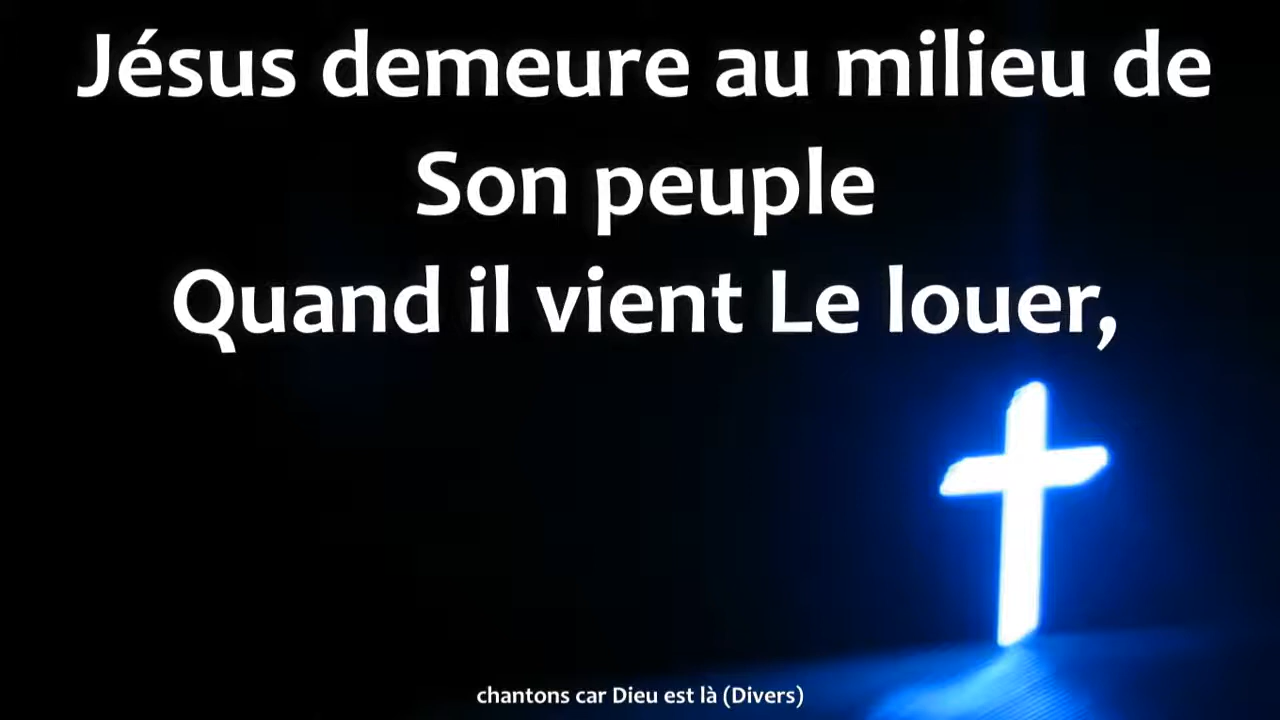 Jésus demeure au milieu de
Son peuple
Quand il vient Le louer,
chantons car Dieu est là (Divers)